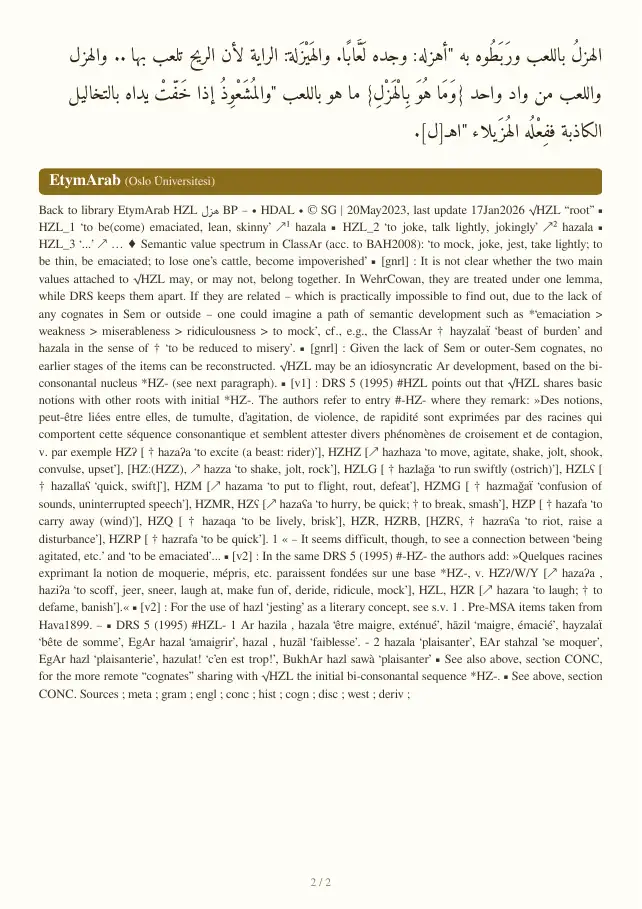 الهزلُ باللعب ورَبَطُوه به "أهزله: وجده لَعَّابًا. والهَيْزَلة: الراية لأن الريح تلعب بها .. والهزل
واللعب من واد واحد {وَمَا هُوَ بِالْهَزْلِ} ما هو باللعب "والمُشَعْوِذُ إذا خَفّتْ يداه بالتخاليل
الكاذبة ففِعْلُه الهُزَيلاء "اهـ[ل].
EtymArab (Oslo Üniversitesi)
Back to library EtymArab HZL هزل BP – • HDAL • © SG | 20May2023, last update 17Jan2026 √HZL “root” ▪
HZL_1 ‘to be(come) emaciated, lean, skinny’ ↗¹ hazala ▪ HZL_2 ‘to joke, talk lightly, jokingly’ ↗² hazala ▪
HZL_3 ‘...’ ↗ … ♦ Semantic value spectrum in ClassAr (acc. to BAH2008): ‘to mock, joke, jest, take lightly; to
be thin, be emaciated; to lose one’s cattle, become impoverished’ ▪ [gnrl] : It is not clear whether the two main
values attached to √HZL may, or may not, belong together. In WehrCowan, they are treated under one lemma,
while DRS keeps them apart. If they are related – which is practically impossible to find out, due to the lack of
any cognates in Sem or outside – one could imagine a path of semantic development such as *‘emaciation >
weakness > miserableness > ridiculousness > to mock’, cf., e.g., the ClassAr † hayzalaẗ ‘beast of burden’ and
hazala in the sense of † ‘to be reduced to misery’. ▪ [gnrl] : Given the lack of Sem or outer-Sem cognates, no
earlier stages of the items can be reconstructed. √HZL may be an idiosyncratic Ar development, based on the bi-
consonantal nucleus *HZ- (see next paragraph). ▪ [v1] : DRS 5 (1995) #HZL points out that √HZL shares basic
notions with other roots with initial *HZ-. The authors refer to entry #-HZ- where they remark: »Des notions,
peut-être liées entre elles, de tumulte, d’agitation, de violence, de rapidité sont exprimées par des racines qui
comportent cette séquence consonantique et semblent attester divers phénomènes de croisement et de contagion,
v. par exemple HZʔ [ † hazaʔa ‘to excite (a beast: rider)’], HZHZ [↗ hazhaza ‘to move, agitate, shake, jolt, shook,
convulse, upset’], [HZ:(HZZ), ↗ hazza ‘to shake, jolt, rock’], HZLG [ † hazlaǧa ‘to run swiftly (ostrich)’], HZLʕ [
† hazallaʕ ‘quick, swift]’], HZM [↗ hazama ‘to put to flight, rout, defeat’], HZMG [ † hazmaǧaẗ ‘confusion of
sounds, uninterrupted speech’], HZMR, HZʕ [↗ hazaʕa ‘to hurry, be quick; † to break, smash’], HZP [ † hazafa ‘to
carry away (wind)’], HZQ [ † hazaqa ‘to be lively, brisk’], HZR, HZRB, [HZRʕ, † hazraʕa ‘to riot, raise a
disturbance’], HZRP [ † hazrafa ‘to be quick’]. 1 « – It seems difficult, though, to see a connection between ‘being
agitated, etc.’ and ‘to be emaciated’... ▪ [v2] : In the same DRS 5 (1995) #-HZ- the authors add: »Quelques racines
exprimant la notion de moquerie, mépris, etc. paraissent fondées sur une base *HZ-, v. HZʔ/W/Y [↗ hazaʔa ,
haziʔa ‘to scoff, jeer, sneer, laugh at, make fun of, deride, ridicule, mock’], HZL, HZR [↗ hazara ‘to laugh; † to
defame, banish’].« ▪ [v2] : For the use of hazl ‘jesting’ as a literary concept, see s.v. 1 . Pre-MSA items taken from
Hava1899. – ▪ DRS 5 (1995) #HZL- 1 Ar hazila , hazala ‘être maigre, exténué’, hāzil ‘maigre, émacié’, hayzalaẗ
‘bête de somme’, EgAr hazal ‘amaigrir’, hazal , huzāl ‘faiblesse’. - 2 hazala ‘plaisanter’, EAr stahzal ‘se moquer’,
EgAr hazl ‘plaisanterie’, hazulat! ‘c’en est trop!’, BukhAr hazl sawà ‘plaisanter’ ▪ See also above, section CONC,
for the more remote “cognates” sharing with √HZL the initial bi-consonantal sequence *HZ-. ▪ See above, section
CONC. Sources ; meta ; gram ; engl ; conc ; hist ; cogn ; disc ; west ; deriv ;
2 / 2